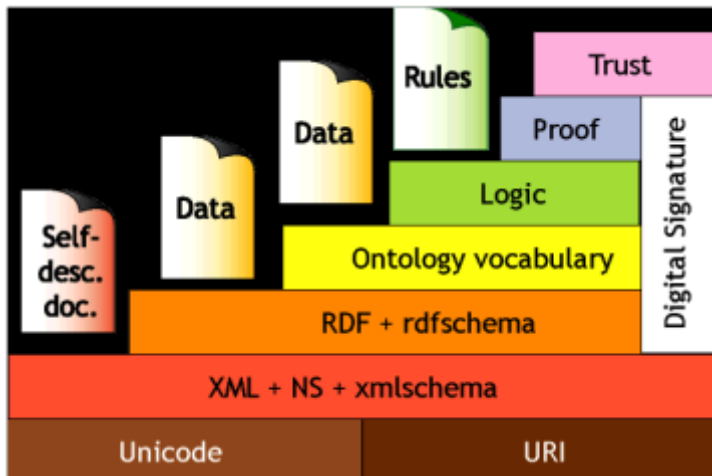 Rules
Trust
Data
Proof
Data
Logic
Self-
desc.
doc.
Ontology vocabulary
Digital Signature
RDF + rdfschema
XML + NS + xmlschema
Unicode
URI